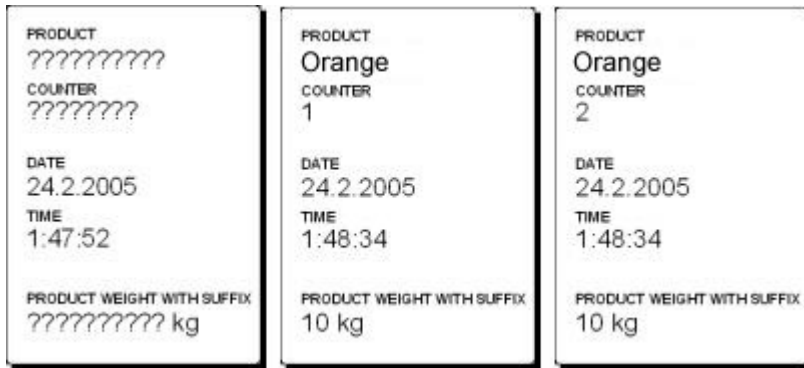 PRODUCT
??????????
COUNTER
????????
DATE
24.2.2005
TIME
1:47:52
PRODUCT WEIGHT WITH SUFFIX
?????????? kg
PRODUCT
Orange
COUNTER
1
DATE
24.2.2005
TIME
1:48:34
PRODUCT WEIGHT WITH SUFFIX
10 kg
PRODUCT
Orange
COUNTER
2
DATE
24.2.2005
TIME
1:48:34
PRODUCT WEIGHT WITH SUFFIX
10 kg